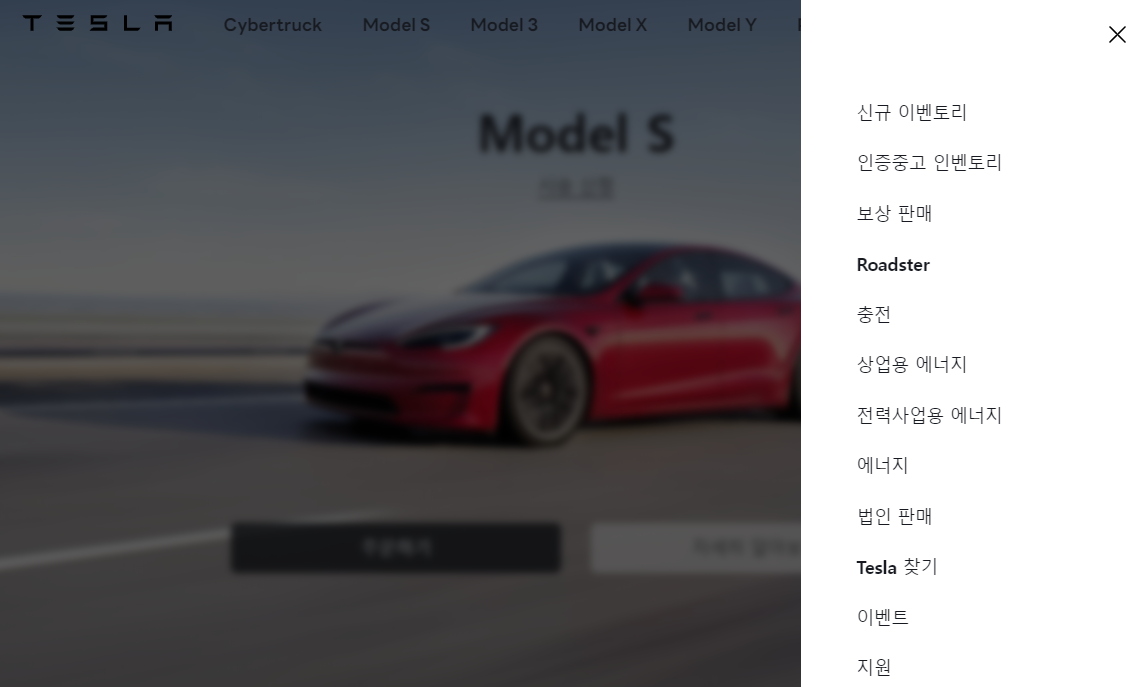 TESLA
Cybertruck
Model S
Model 3
Model X
Model Y
Model S
신규 이벤토리
인증중고 인벤토리
보상 판매
Roadster
충전
상업용 에너지
전력사업용 에너지
에너지
법인 판매
Tesla 찾기
이벤트
지원